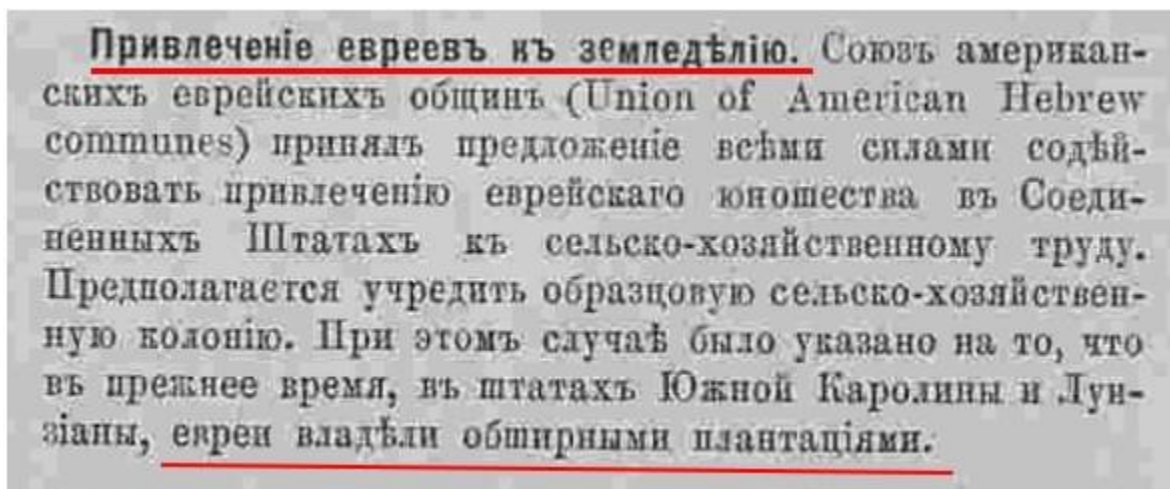 Привлеченіе евреевъ къ земледѣлію. Союзъ американ-
скихъ еврейскихъ общинъ (Union of American Hebrew
communes) принялъ предложеніе всѣми силами содѣй-
ствовать привлеченію еврейскаго юношества въ Соеди-
ненныхъ Штатахъ къ сельско-хозяйственному труду.
Предполагается учредить образцовую сельско-хозяйствен-
ную колонію. При этомъ случаѣ было указано на то, что
въ прежнее время, въ штатахъ Южной Каролины и Луи-
зіаны, евреи владѣли обширными плантаціями.